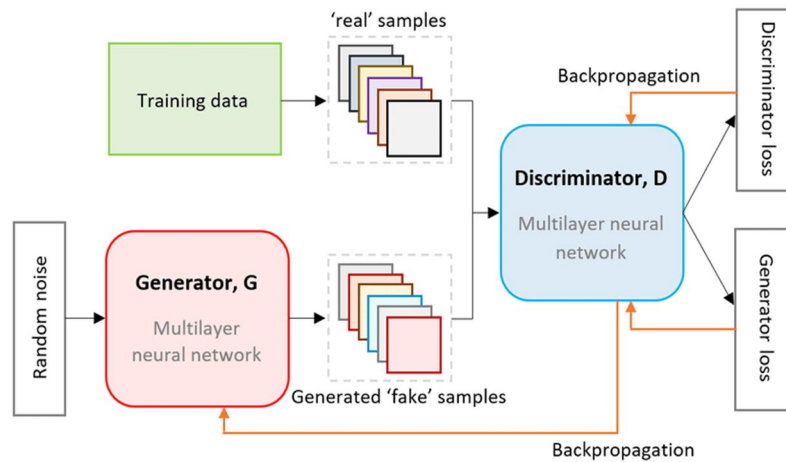 'real' samples
Training data
Backpropagation
Discriminator loss
Discriminator, D
Multilayer neural
network
Random noise
Generator, G
Multilayer
neural network
Generated 'fake' samples
Generator loss
Backpropagation